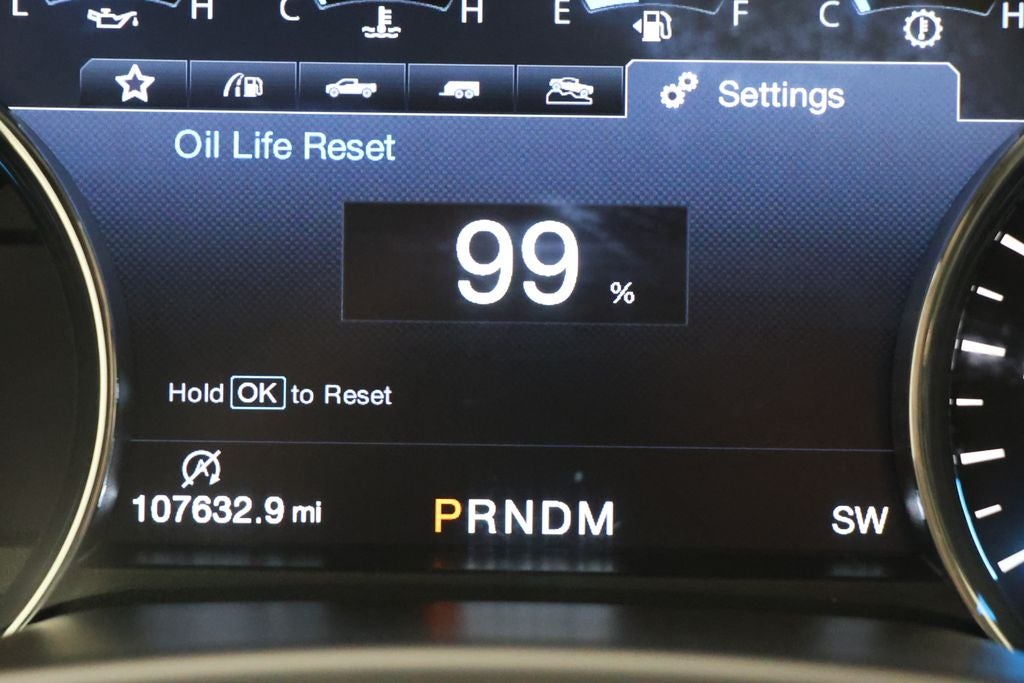 L H C H E F C H
Settings
Oil Life Reset
99 %
Hold OK to Reset
A
107632.9 mi
PRNDM
SW